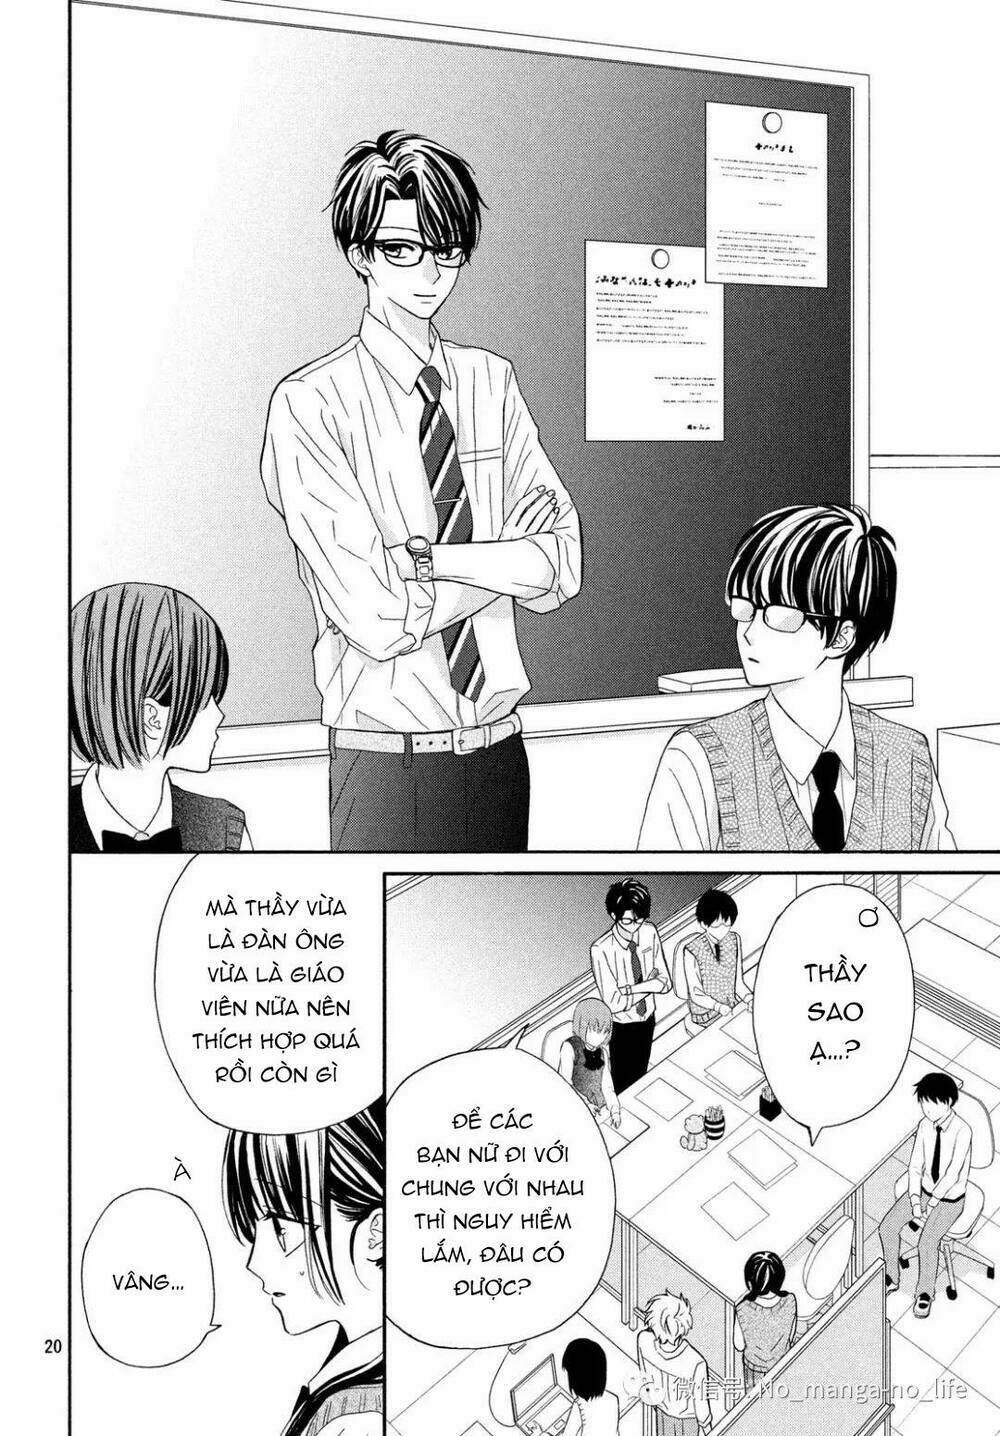 Ơ
THẦY
SAO
Ạ...?
ĐỂ CÁC
BẠN NỮ ĐI VỚI
CHUNG VỚI NHAU
THÌ NGUY HIỂM
LẮM, ĐÂU CÓ
ĐƯỢC?
MÀ THẦY VỪA
LÀ ĐÀN ÔNG
VỪA LÀ GIÁO
VIÊN NỮA NÊN
THÍCH HỢP QUÁ
RỒI CÒN GÌ
À
VÂNG...
20
微信号: No_manga-no_life